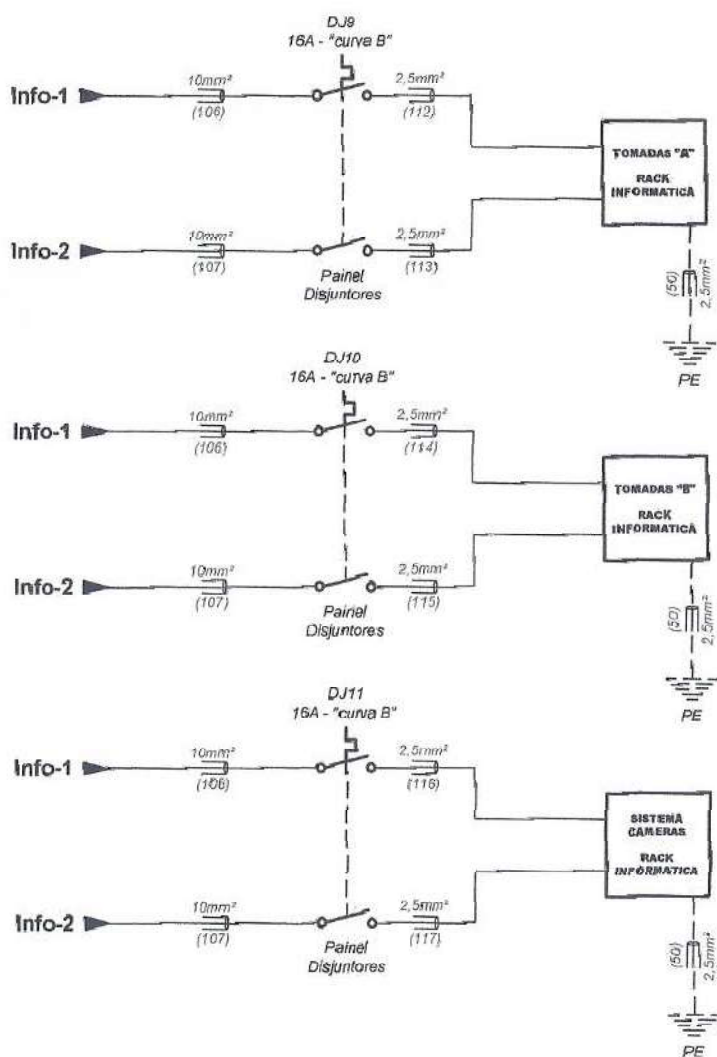 DJ9
16A - "curva B"
Info-1
10mm²
(106)
2,5mm²
(112)
TOMADAS "A"
RACK
INFORMATICA
Info-2
10mm²
(107)
2,5mm²
(113)
Painel
Disjuntores
(50)
2,5mm²
PE
DJ10
16A - "curva B"
Info-1
10mm²
(106)
2,5mm²
(114)
TOMADAS "B"
RACK
INFORMATICA
Info-2
10mm²
(107)
2,5mm²
(115)
Painel
Disjuntores
(50)
2,5mm²
PE
DJ11
16A - "curva B"
Info-1
10mm²
(106)
2,5mm²
(116)
SISTEMA
CAMERAS
RACK
INFORMATICA
Info-2
10mm²
(107)
2,5mm²
(117)
Painel
Disjuntores
(50)
2,5mm²
PE